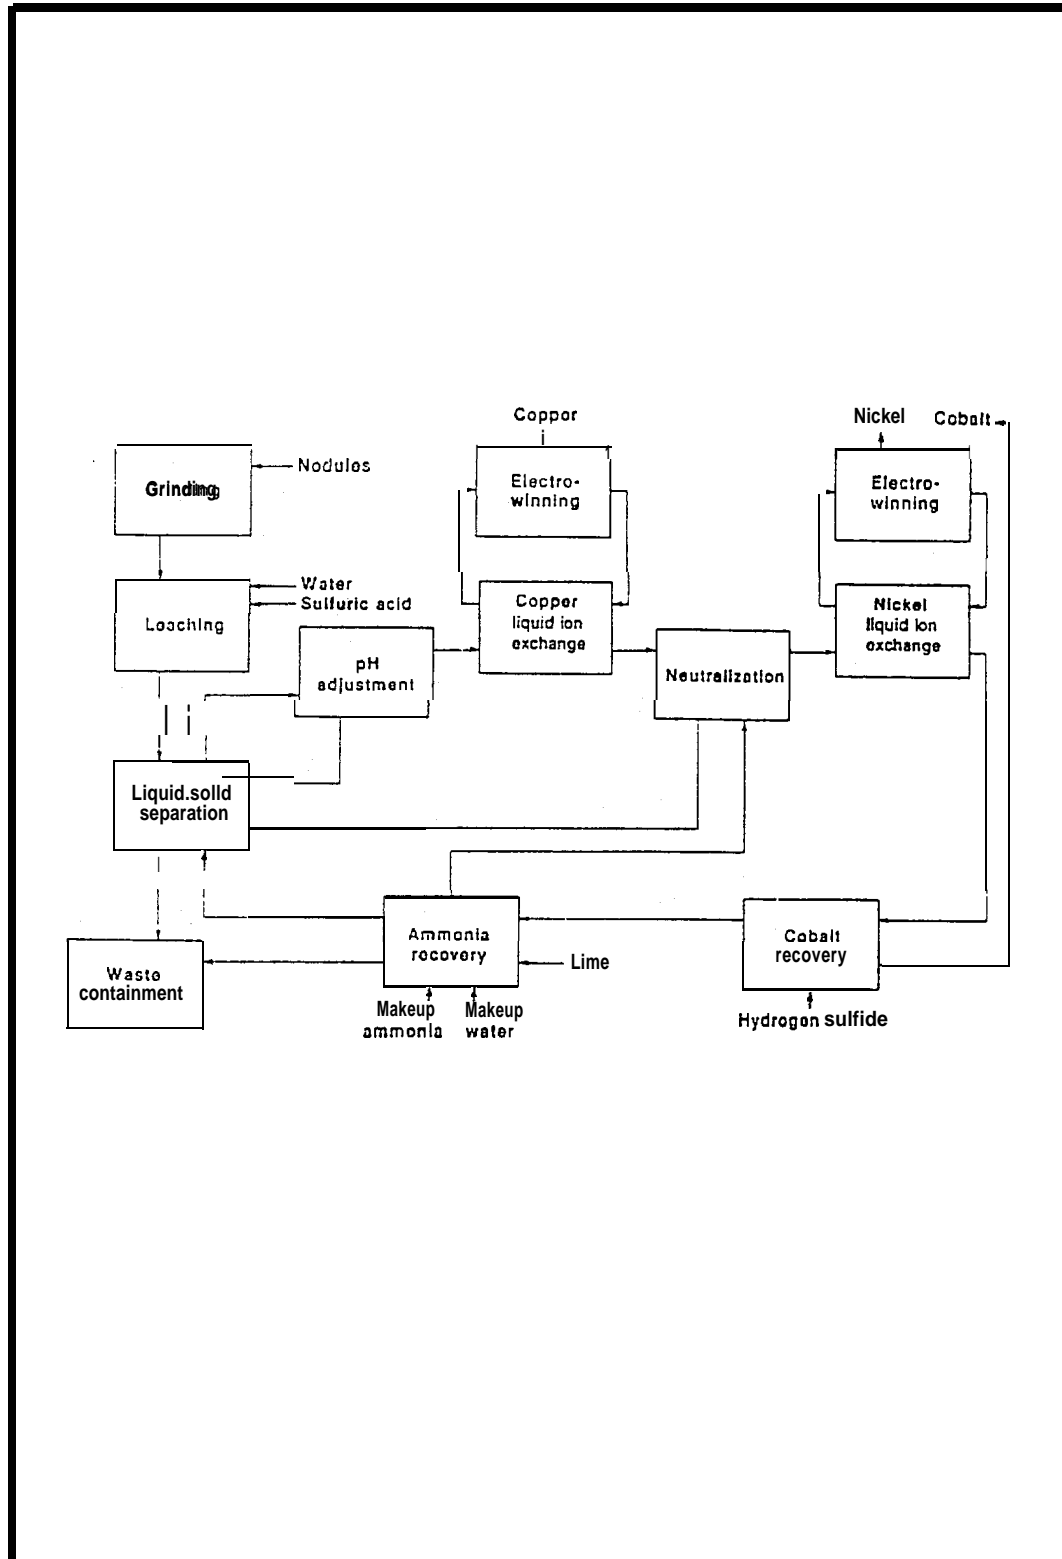 Coppor
Nickel
Cobalt
Nodules
Grinding
Electro-
winning
Electro-
winning
Water
Sulfuric acid
Leaching
Copper
liquid ion
exchange
Nickel
liquid ion
exchange
pH
adjustment
Neutralization
Liquid.solld
separation
Ammonia
recovery
Cobalt
recovery
Lime
Waste
containment
Makeup
ammonia
Makeup
water
Hydrogen sulfide